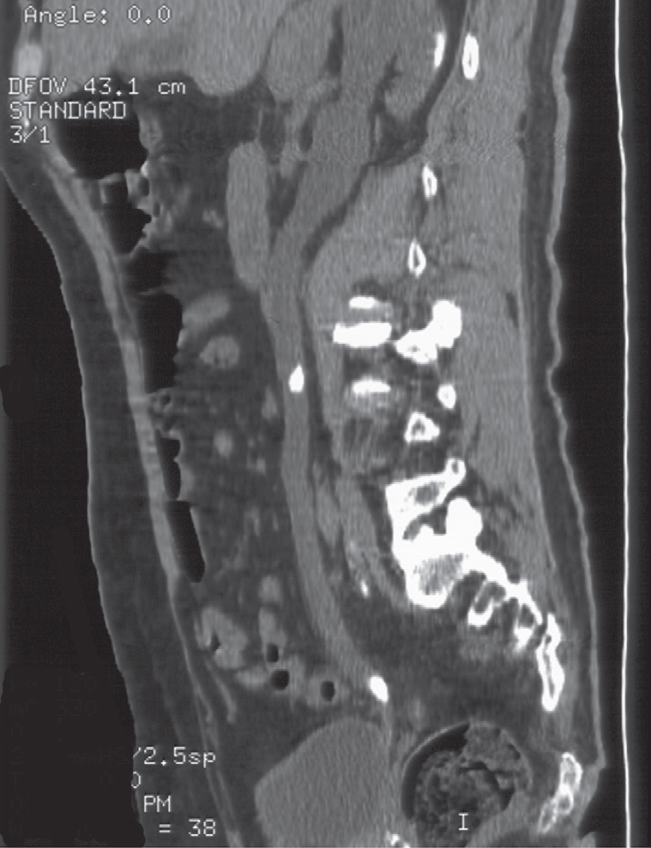 Angle: 0.0
DFOV 43.1 cm
STANDARD
3/1
/2.5sp
PM
= 38
I